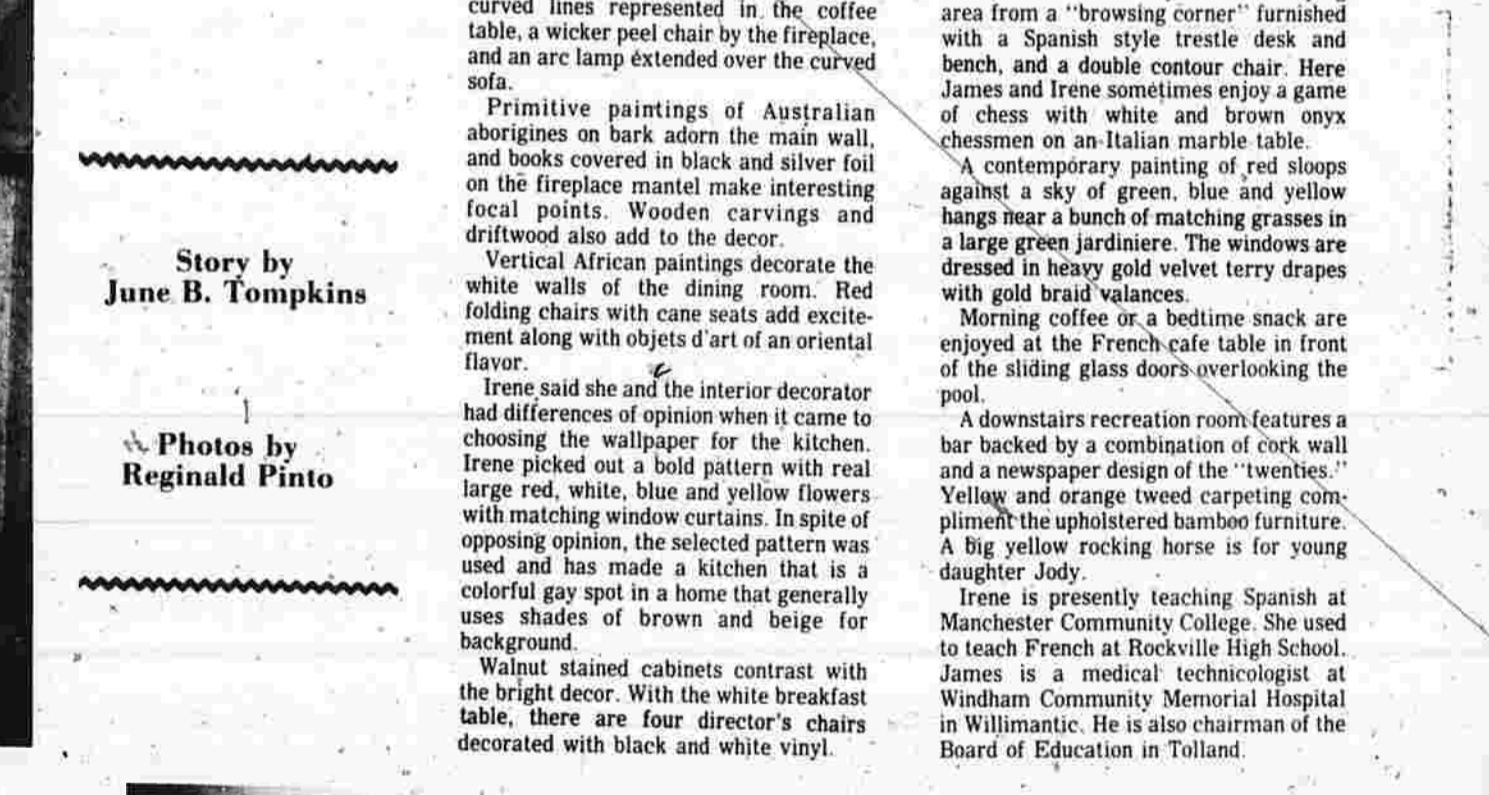 Story by
June B. Tompkins
Photos by
Reginald Pinto
curved lines represented in the coffee
table, a wicker peel chair by the fireplace,
and an arc lamp extended over the curved
sofa.
Primitive paintings of Australian
aborigines on bark adorn the main wall,
and books covered in black and silver foil
on the fireplace mantel make interesting
focal points. Wooden carvings and
driftwood also add to the decor.
Vertical African paintings decorate the
white walls of the dining room. Red
folding chairs with cane seats add excite-
ment along with objets d'art of an oriental
flavor.
Irene said she and the interior decorator
had differences of opinion when it came to
choosing the wallpaper for the kitchen.
Irene picked out a bold pattern with real
large red, white, blue and yellow flowers
with matching window curtains. In spite of
opposing opinion, the selected pattern was
used and has made a kitchen that is a
colorful gay spot in a home that generally
uses shades of brown and beige for
background.
Walnut stained cabinets contrast with
the bright decor. With the white breakfast
table, there are four director's chairs
decorated with black and white vinyl.
area from a "browsing corner" furnished
with a Spanish style trestle desk and
bench, and a double contour chair. Here
James and Irene sometimes enjoy a game
of chess with white and brown onyx
chessmen on an Italian marble table.
A contemporary painting of red sloops
against a sky of green, blue and yellow
hangs near a bunch of matching grasses in
a large green jardiniere. The windows are
dressed in heavy gold velvet terry drapes
with gold braid valances.
Morning coffee or a bedtime snack are
enjoyed at the French cafe table in front
of the sliding glass doors overlooking the
pool.
A downstairs recreation room features a
bar backed by a combination of cork wall
and a newspaper design of the "twenties."
Yellow and orange tweed carpeting com-
pliment the upholstered bamboo furniture.
A big yellow rocking horse is for young
daughter Jody.
Irene is presently teaching Spanish at
Manchester Community College. She used
to teach French at Rockville High School.
James is a medical technicologist at
Windham Community Memorial Hospital
in Willimantic. He is also chairman of the
Board of Education in Tolland.